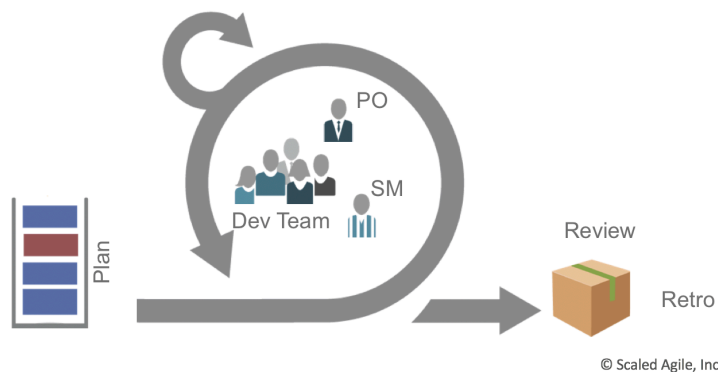 PO
SM
Dev Team
Plan
Review
Retro
© Scaled Agile, Inc